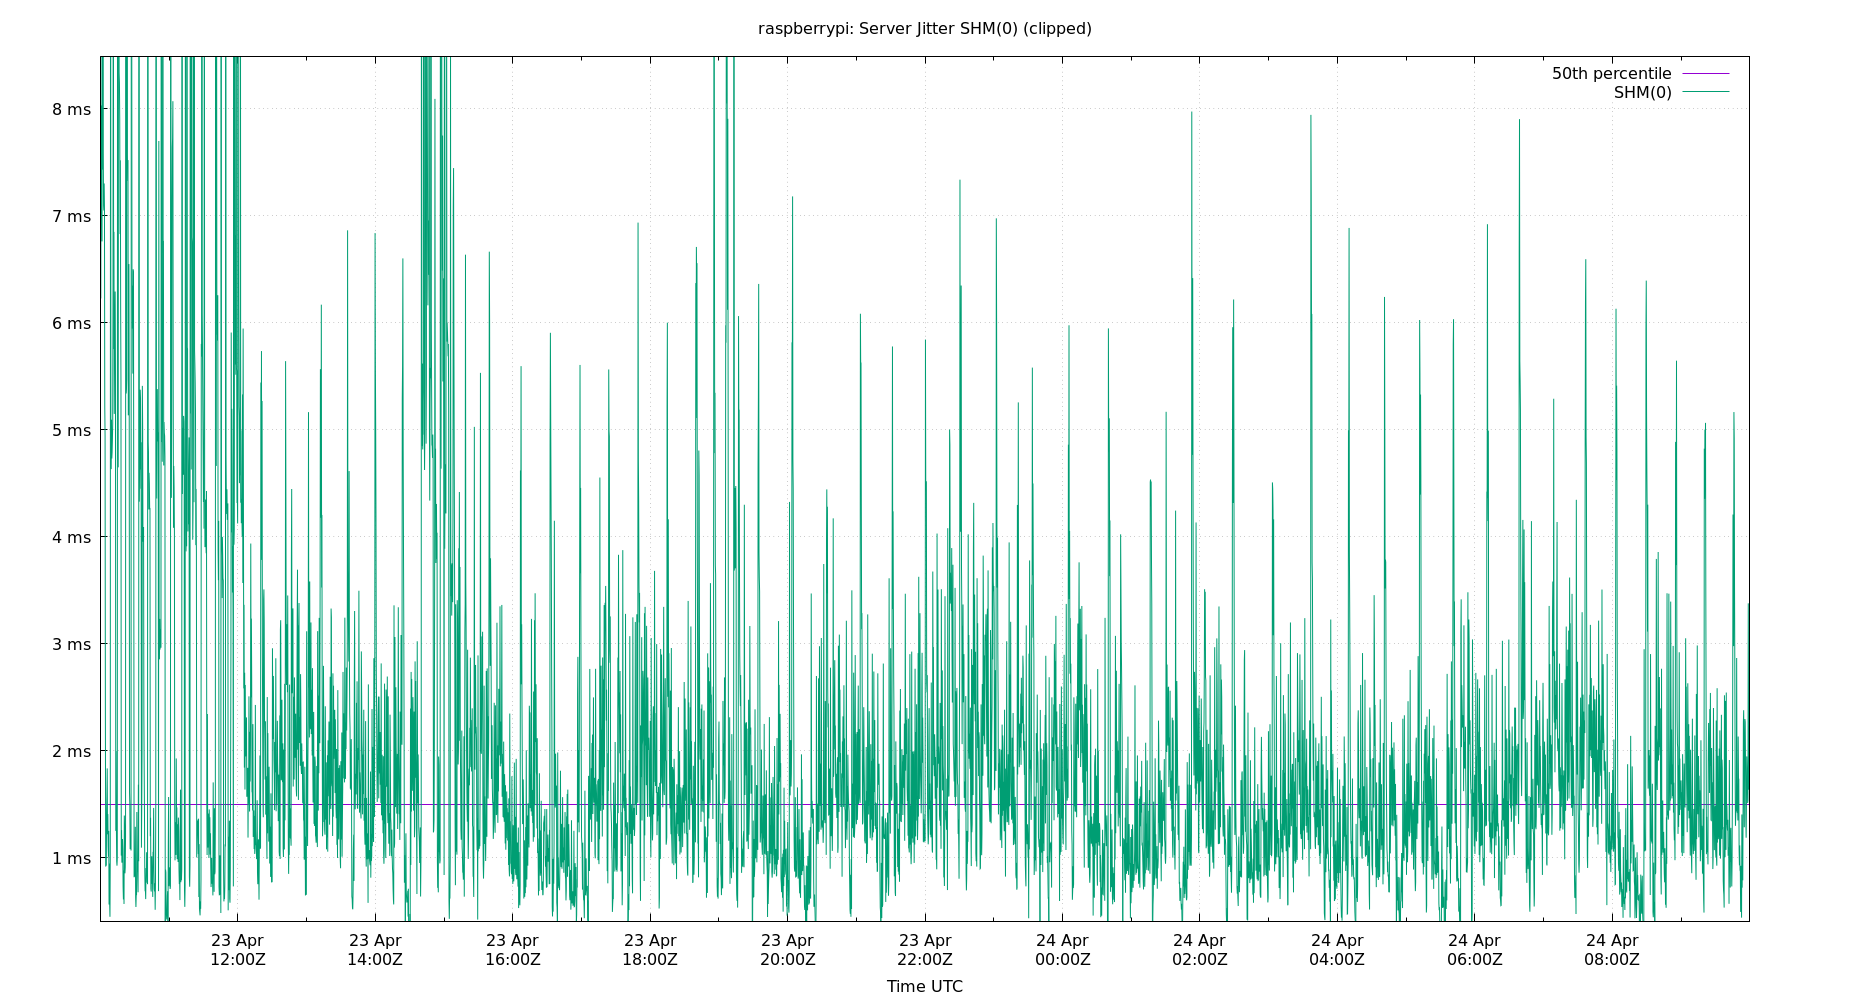 raspberrypi: Server Jitter SHM(0) (clipped)
50th percentile
SHM(0)
8 ms
7 ms
6 ms
5 ms
4 ms
3 ms
2 ms
1 ms
23 Apr
12:00Z
23 Apr
14:00Z
23 Apr
16:00Z
23 Apr
18:00Z
23 Apr
20:00Z
23 Apr
22:00Z
24 Apr
00:00Z
24 Apr
02:00Z
24 Apr
04:00Z
24 Apr
06:00Z
24 Apr
08:00Z
Time UTC